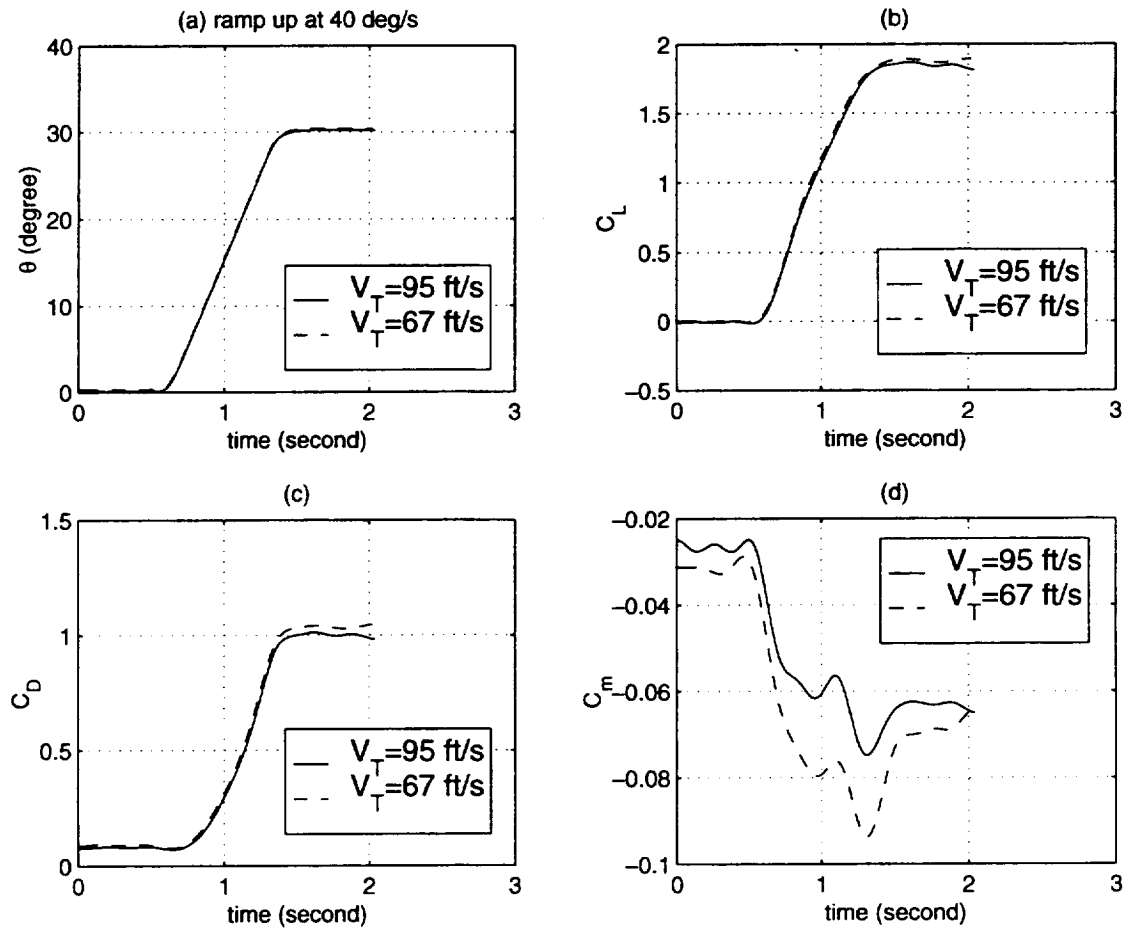 (a) ramp up at 40 deg/s
40
30
20
10
0
θ (degree)
V_T=95 ft/s
V_T=67 ft/s
0 1 2 3
time (second)
(b)
2
1.5
1
0.5
0
−0.5
C_L
V_T=95 ft/s
V_T=67 ft/s
0 1 2 3
time (second)
(c)
1.5
1
0.5
0
C_D
V_T=95 ft/s
V_T=67 ft/s
0 1 2 3
time (second)
(d)
−0.02
−0.04
−0.06
−0.08
−0.1
C_m
V_T=95 ft/s
V_T=67 ft/s
0 1 2 3
time (second)